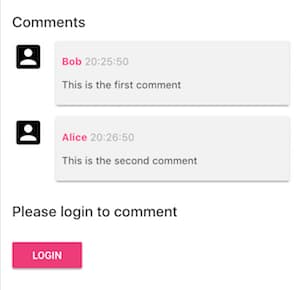 Comments
Bob 20:25:50
This is the first comment
Alice 20:26:50
This is the second comment
Please login to comment
LOGIN